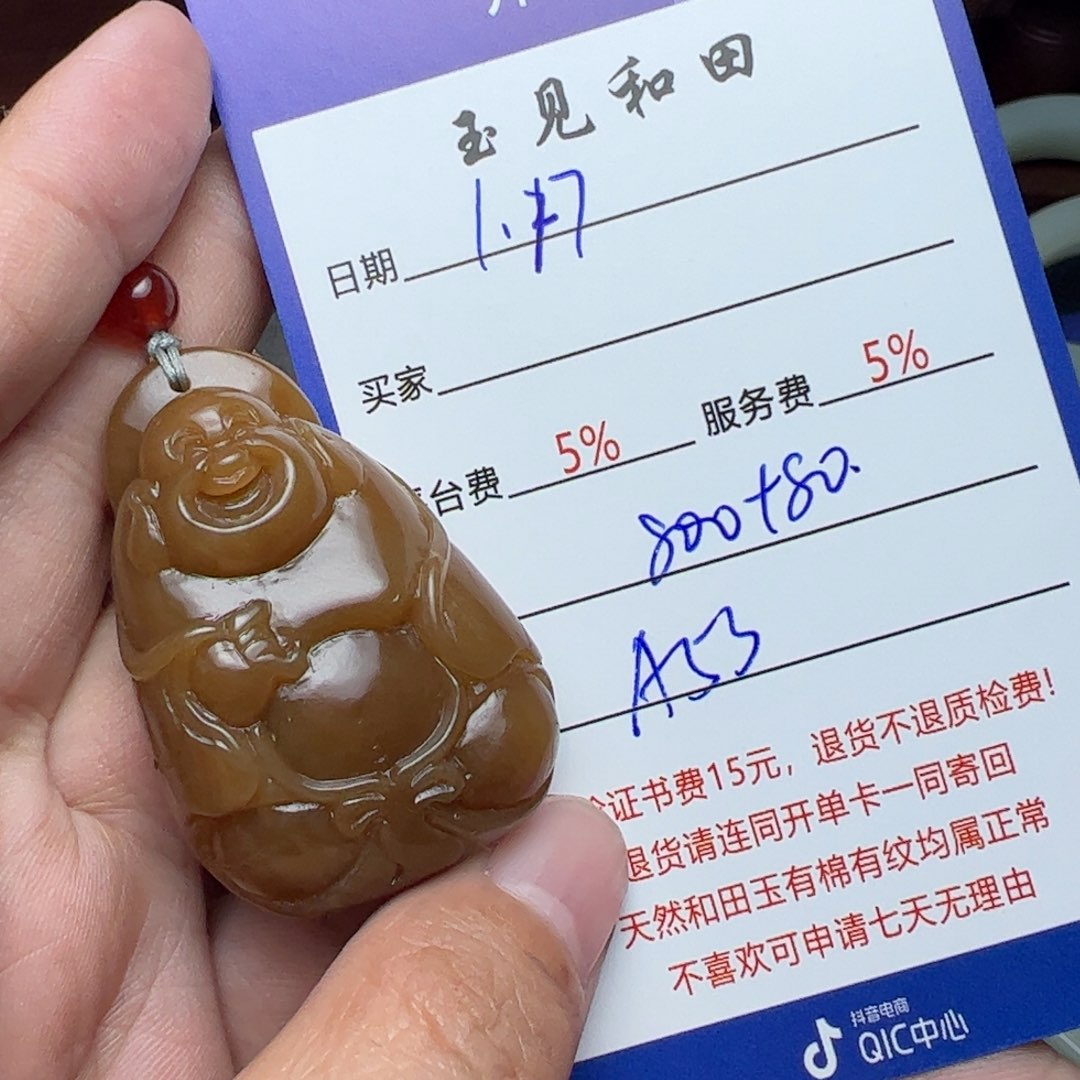 玉见和田
日期 1.17
买家
台费 5% 服务费 5%
800+80.
A53
证书费15元，退货不退质检费！
退货请连同开单卡一同寄回
天然和田玉有棉有纹均属正常
不喜欢可申请七天无理由
抖音电商
QIC中心